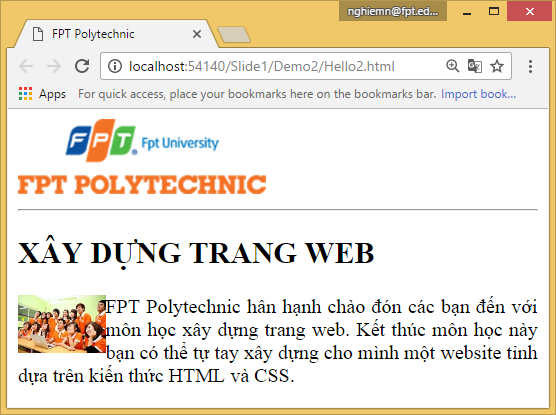 nghiemn@fpt.ed...
FPT Polytechnic
localhost:54140/Slide1/Demo2/Hello2.html
Apps For quick access, place your bookmarks here on the bookmarks bar. Import book...
FPT Fpt University
FPT POLYTECHNIC
XÂY DỰNG TRANG WEB
FPT Polytechnic hân hạnh chào đón các bạn đến với
môn học xây dựng trang web. Kết thúc môn học này
bạn có thể tự tay xây dựng cho mình một website tỉnh
dựa trên kiến thức HTML và CSS.